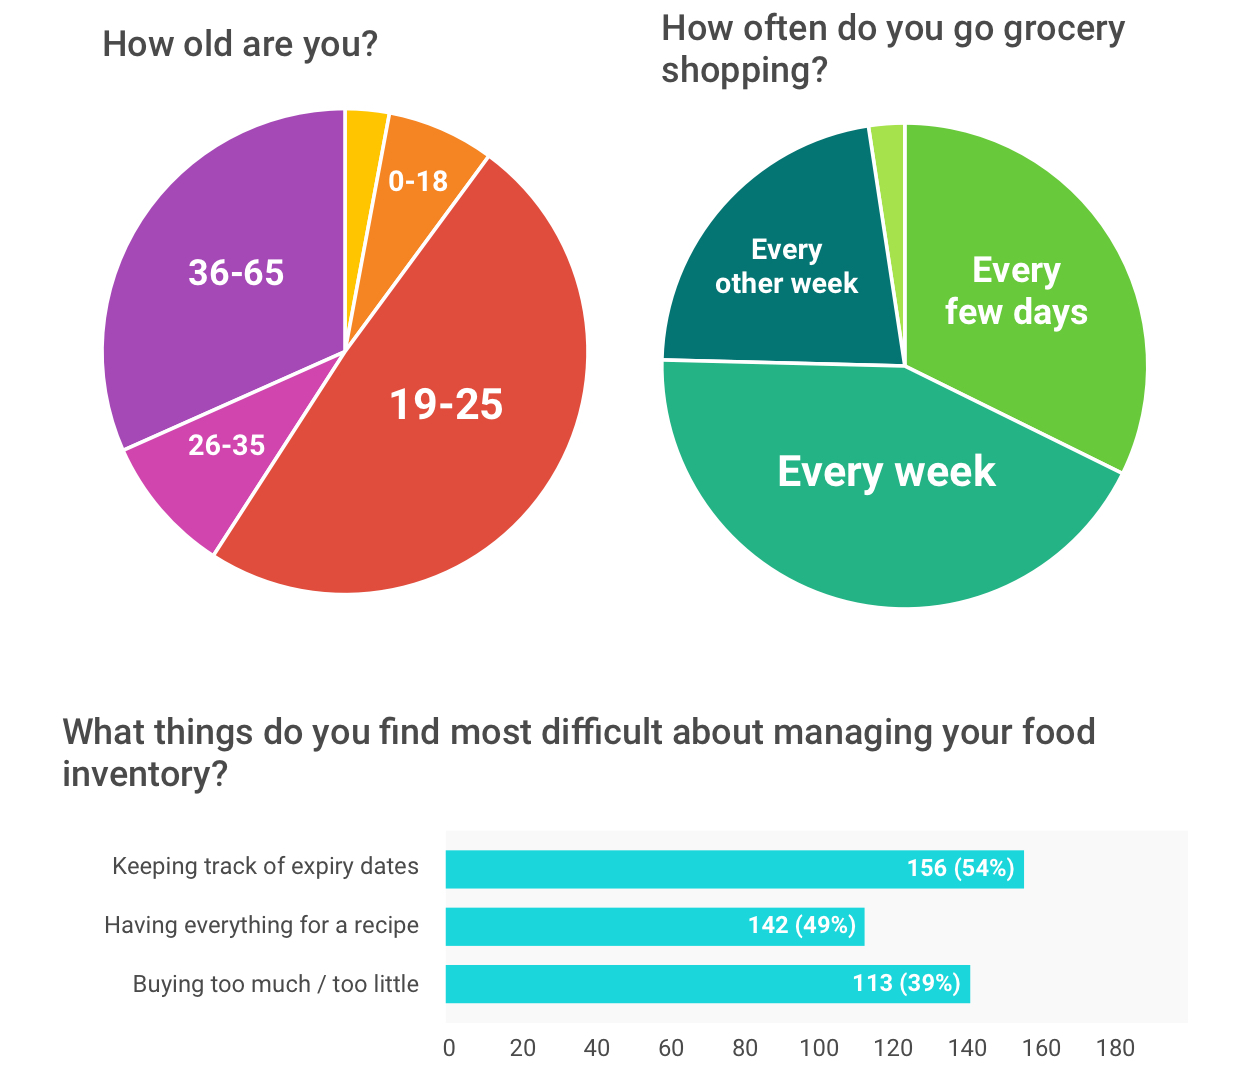 How old are you?
36-65
0-18
19-25
26-35
How often do you go grocery
shopping?
Every
other week
Every
few days
Every week
What things do you find most difficult about managing your food
inventory?
Keeping track of expiry dates
156 (54%)
Having everything for a recipe
142 (49%)
Buying too much / too little
113 (39%)
0 20 40 60 80 100 120 140 160 180